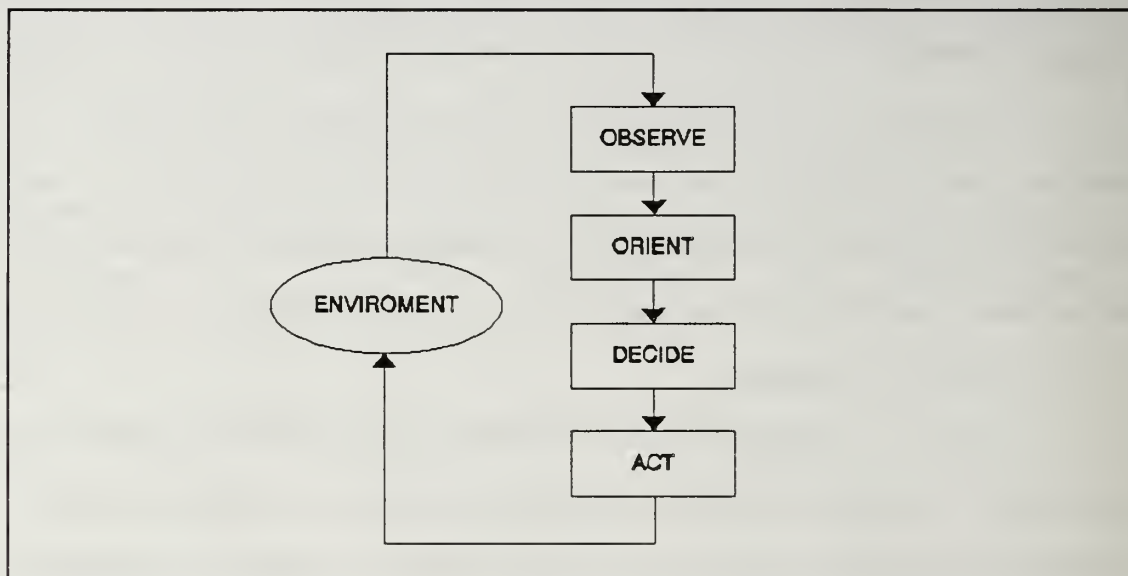 OBSERVE
ORIENT
ENVIROMENT
DECIDE
ACT